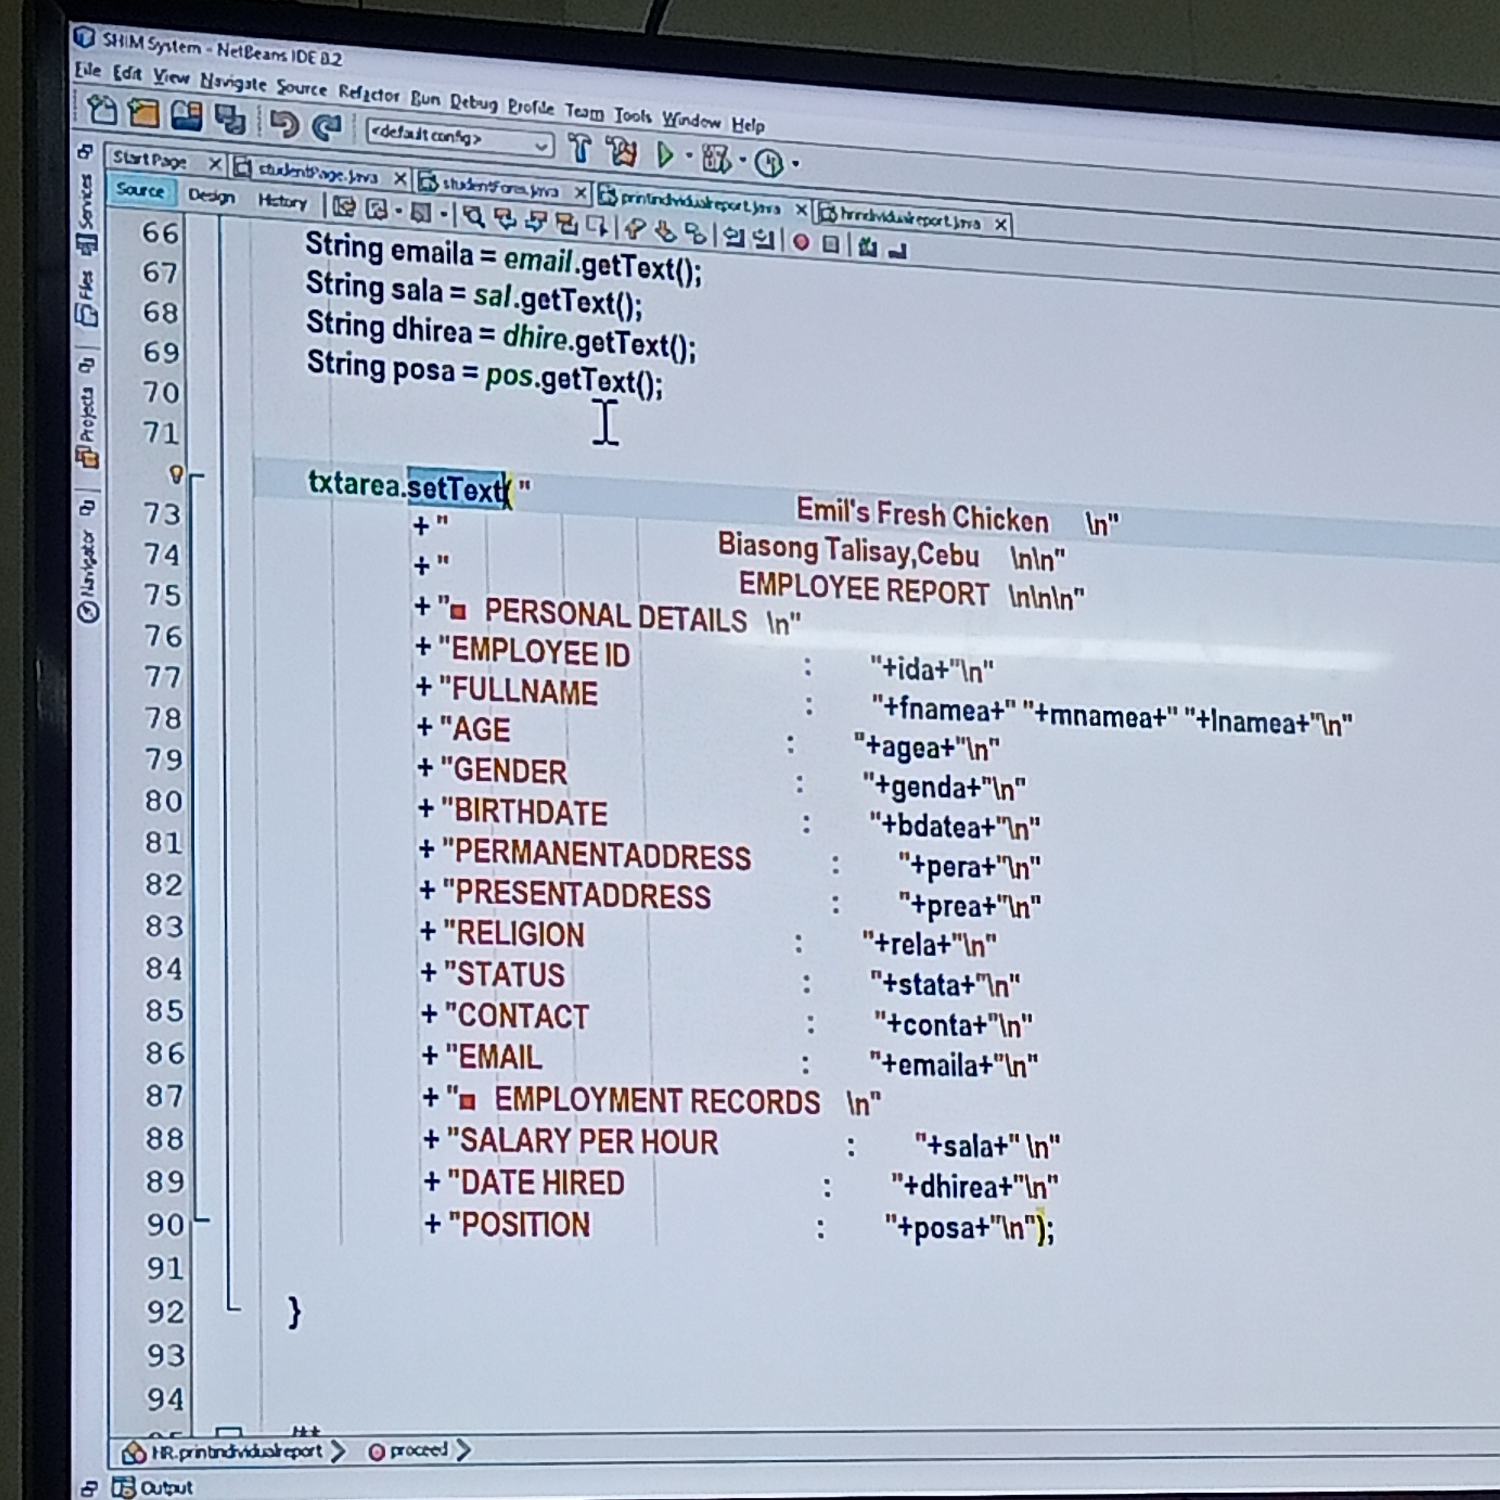 SHIM System - NetBeans IDE 8.2
File Edit View Navigate Source Refactor Run Debug Profile Team Tools Window Help
<default config>
Start Page studentPage.java studentForm.java printindividualreport.java hrindividualreport.java
Source Design History
Services
Files
Projects
Navigator
66 String emaila = email.getText();
67 String sala = sal.getText();
68 String dhirea = dhire.getText();
69 String posa = pos.getText();
70
71
txtarea.setText(" Emil's Fresh Chicken \n"
73 + " Biasong Talisay,Cebu \n\n"
74 + " EMPLOYEE REPORT \n\n\n"
75 + "■ PERSONAL DETAILS \n"
76 + "EMPLOYEE ID : "+ida+"\n"
77 + "FULLNAME : "+fnamea+" "+mnamea+" "+lnamea+"\n"
78 + "AGE : "+agea+"\n"
79 + "GENDER : "+genda+"\n"
80 + "BIRTHDATE : "+bdatea+"\n"
81 + "PERMANENTADDRESS : "+pera+"\n"
82 + "PRESENTADDRESS : "+prea+"\n"
83 + "RELIGION : "+rela+"\n"
84 + "STATUS : "+stata+"\n"
85 + "CONTACT : "+conta+"\n"
86 + "EMAIL : "+emaila+"\n"
87 + "■ EMPLOYMENT RECORDS \n"
88 + "SALARY PER HOUR : "+sala+" \n"
89 + "DATE HIRED : "+dhirea+"\n"
90 + "POSITION : "+posa+"\n");
91
92 }
93
94
HR.printindividualreport proceed
Output